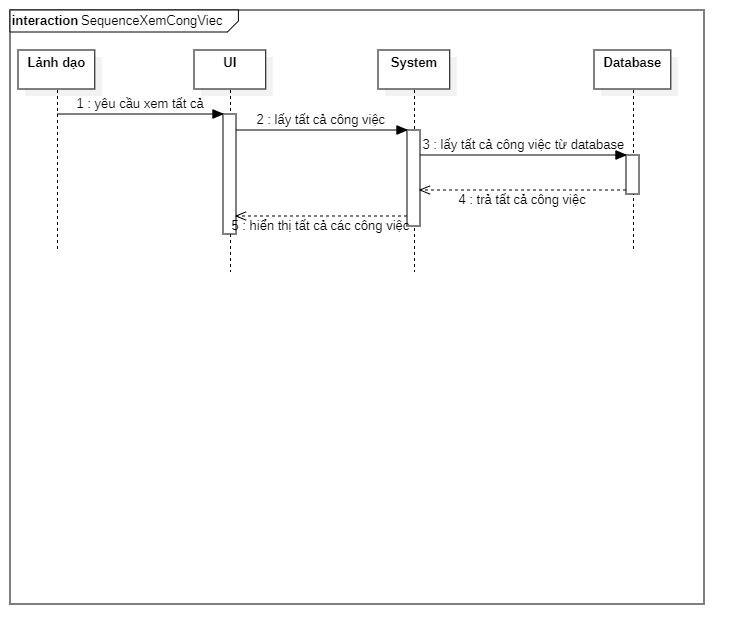 interaction SequenceXemCongViec
Lảnh dạo UI System Database
1 : yêu cầu xem tất cả
2 : lấy tất cả công việc
3 : lấy tất cả công việc từ database
4 : trả tất cả công việc
5 : hiển thị tất cả các công việc